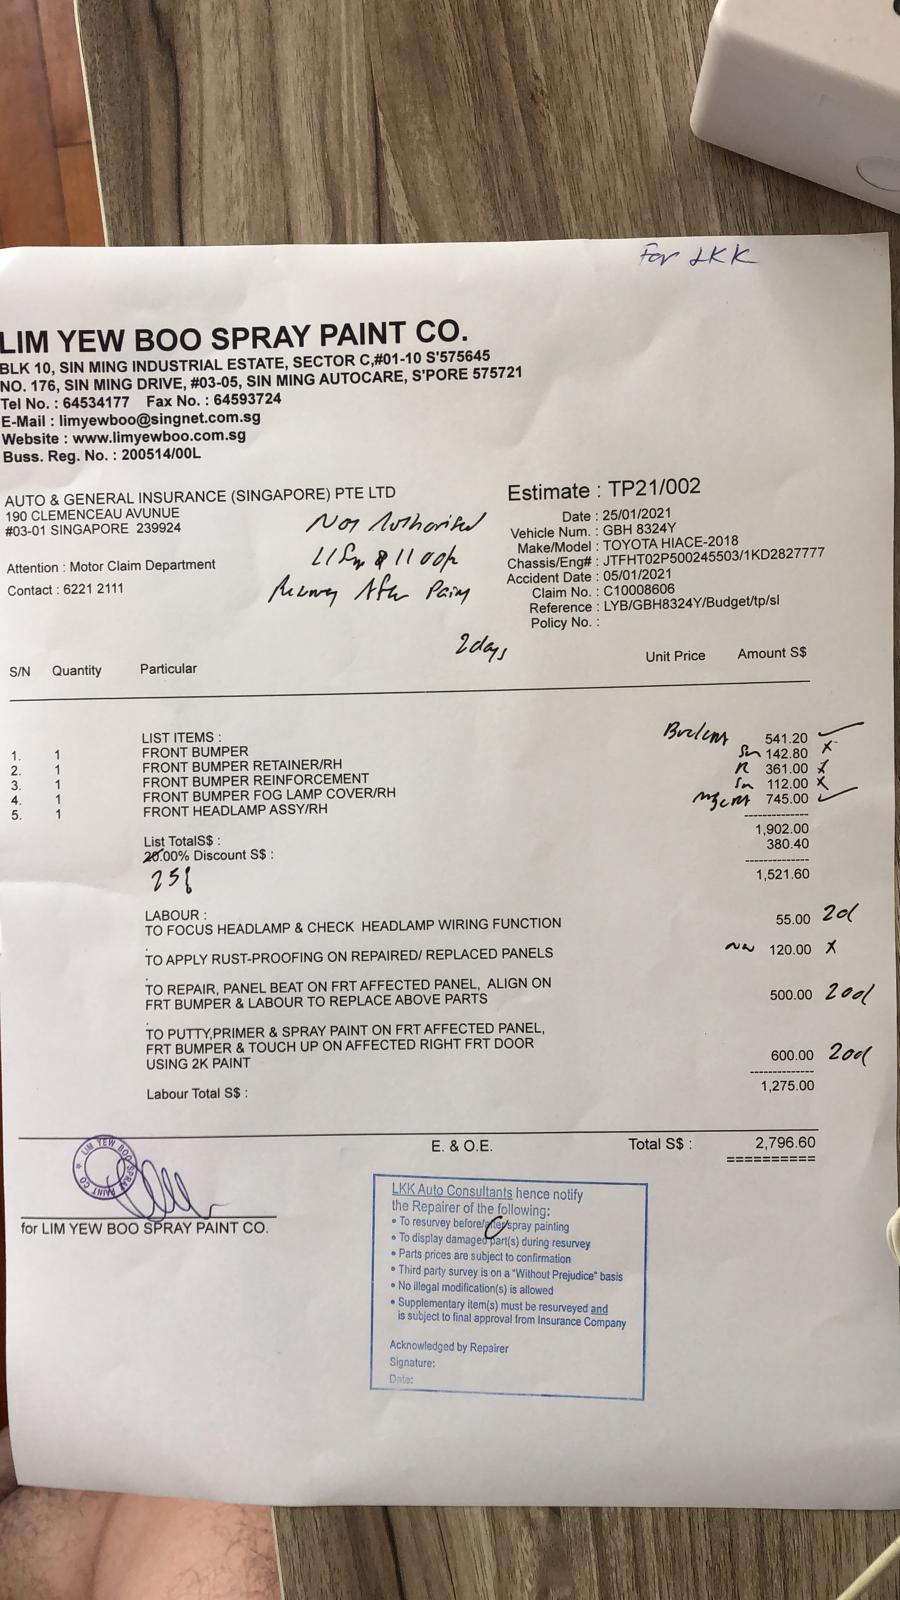 For LKK
LIM YEW BOO SPRAY PAINT CO.
BLK 10, SIN MING INDUSTRIAL ESTATE, SECTOR C,#01-10 S'575645
NO. 176, SIN MING DRIVE, #03-05, SIN MING AUTOCARE, S'PORE 575721
Tel No. : 64534177 Fax No. : 64593724
E-Mail : limyewboo@singnet.com.sg
Website : www.limyewboo.com.sg
Buss. Reg. No. : 200514/00L
AUTO & GENERAL INSURANCE (SINGAPORE) PTE LTD
190 CLEMENCEAU AVUNUE
#03-01 SINGAPORE 239924
Attention : Motor Claim Department
Contact : 6221 2111
Not Authorised
After
2days
Estimate : TP21/002
Date : 25/01/2021
Vehicle Num. : GBH 8324Y
Make/Model : TOYOTA HIACE-2018
Chassis/Eng# : JTFHT02P500245503/1KD2827777
Accident Date : 05/01/2021
Claim No. : C10008606
Reference : LYB/GBH8324Y/Budget/tp/sl
Policy No. :
S/N Quantity Particular Unit Price Amount S$
LIST ITEMS :
1. 1 FRONT BUMPER 541.20
2. 1 FRONT BUMPER RETAINER/RH 142.80 x
3. 1 FRONT BUMPER REINFORCEMENT R 361.00 x
4. 1 FRONT BUMPER FOG LAMP COVER/RH 112.00 x
5. 1 FRONT HEADLAMP ASSY/RH 745.00
--------------
List TotalS$ : 1,902.00
20.00% Discount S$ : 380.40
--------------
1,521.60
LABOUR :
TO FOCUS HEADLAMP & CHECK HEADLAMP WIRING FUNCTION 55.00
.
TO APPLY RUST-PROOFING ON REPAIRED/ REPLACED PANELS 120.00 x
.
TO REPAIR, PANEL BEAT ON FRT AFFECTED PANEL, ALIGN ON
FRT BUMPER & LABOUR TO REPLACE ABOVE PARTS 500.00
.
TO PUTTY,PRIMER & SPRAY PAINT ON FRT AFFECTED PANEL,
FRT BUMPER & TOUCH UP ON AFFECTED RIGHT FRT DOOR
USING 2K PAINT 600.00
--------------
Labour Total S$ : 1,275.00
E. & O.E. Total S$ : 2,796.60
==========
LIM YEW BOO SPRAY PAINT CO
for LIM YEW BOO SPRAY PAINT CO.
LKK Auto Consultants hence notify
the Repairer of the following:
• To resurvey before/after/spray painting
• To display damaged part(s) during resurvey
• Parts prices are subject to confirmation
• Third party survey is on a "Without Prejudice" basis
• No illegal modification(s) is allowed
• Supplementary item(s) must be resurveyed and
is subject to final approval from Insurance Company
Acknowledged by Repairer
Signature:
Date: